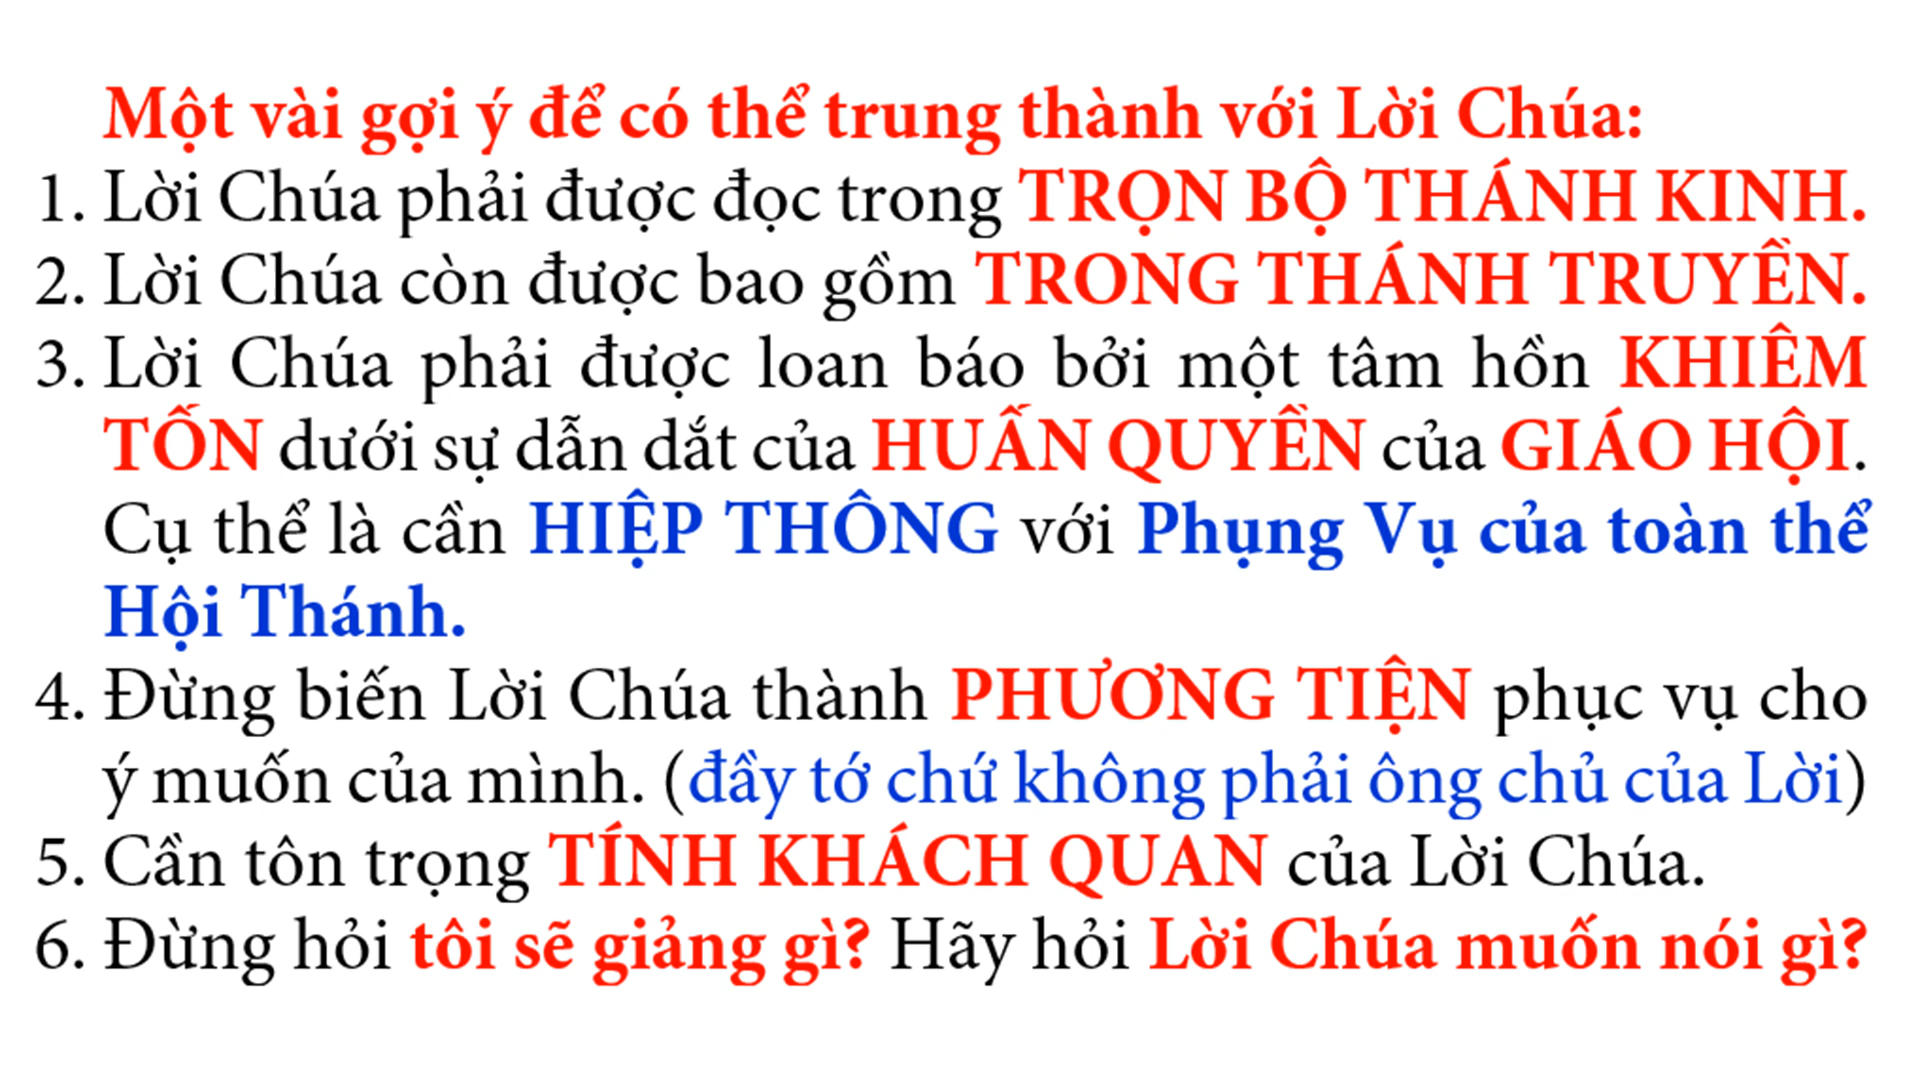 Một vài gợi ý để có thể trung thành với Lời Chúa:
1. Lời Chúa phải được đọc trong TRỌN BỘ THÁNH KINH.
2. Lời Chúa còn được bao gồm TRONG THÁNH TRUYỀN.
3. Lời Chúa phải được loan báo bởi một tâm hồn KHIÊM
TỐN dưới sự dẫn dắt của HUẤN QUYỀN của GIÁO HỘI.
Cụ thể là cần HIỆP THÔNG với Phụng Vụ của toàn thể
Hội Thánh.
4. Đừng biến Lời Chúa thành PHƯƠNG TIỆN phục vụ cho
ý muốn của mình. (đầy tớ chứ không phải ông chủ của Lời)
5. Cần tôn trọng TÍNH KHÁCH QUAN của Lời Chúa.
6. Đừng hỏi tôi sẽ giảng gì? Hãy hỏi Lời Chúa muốn nói gì?